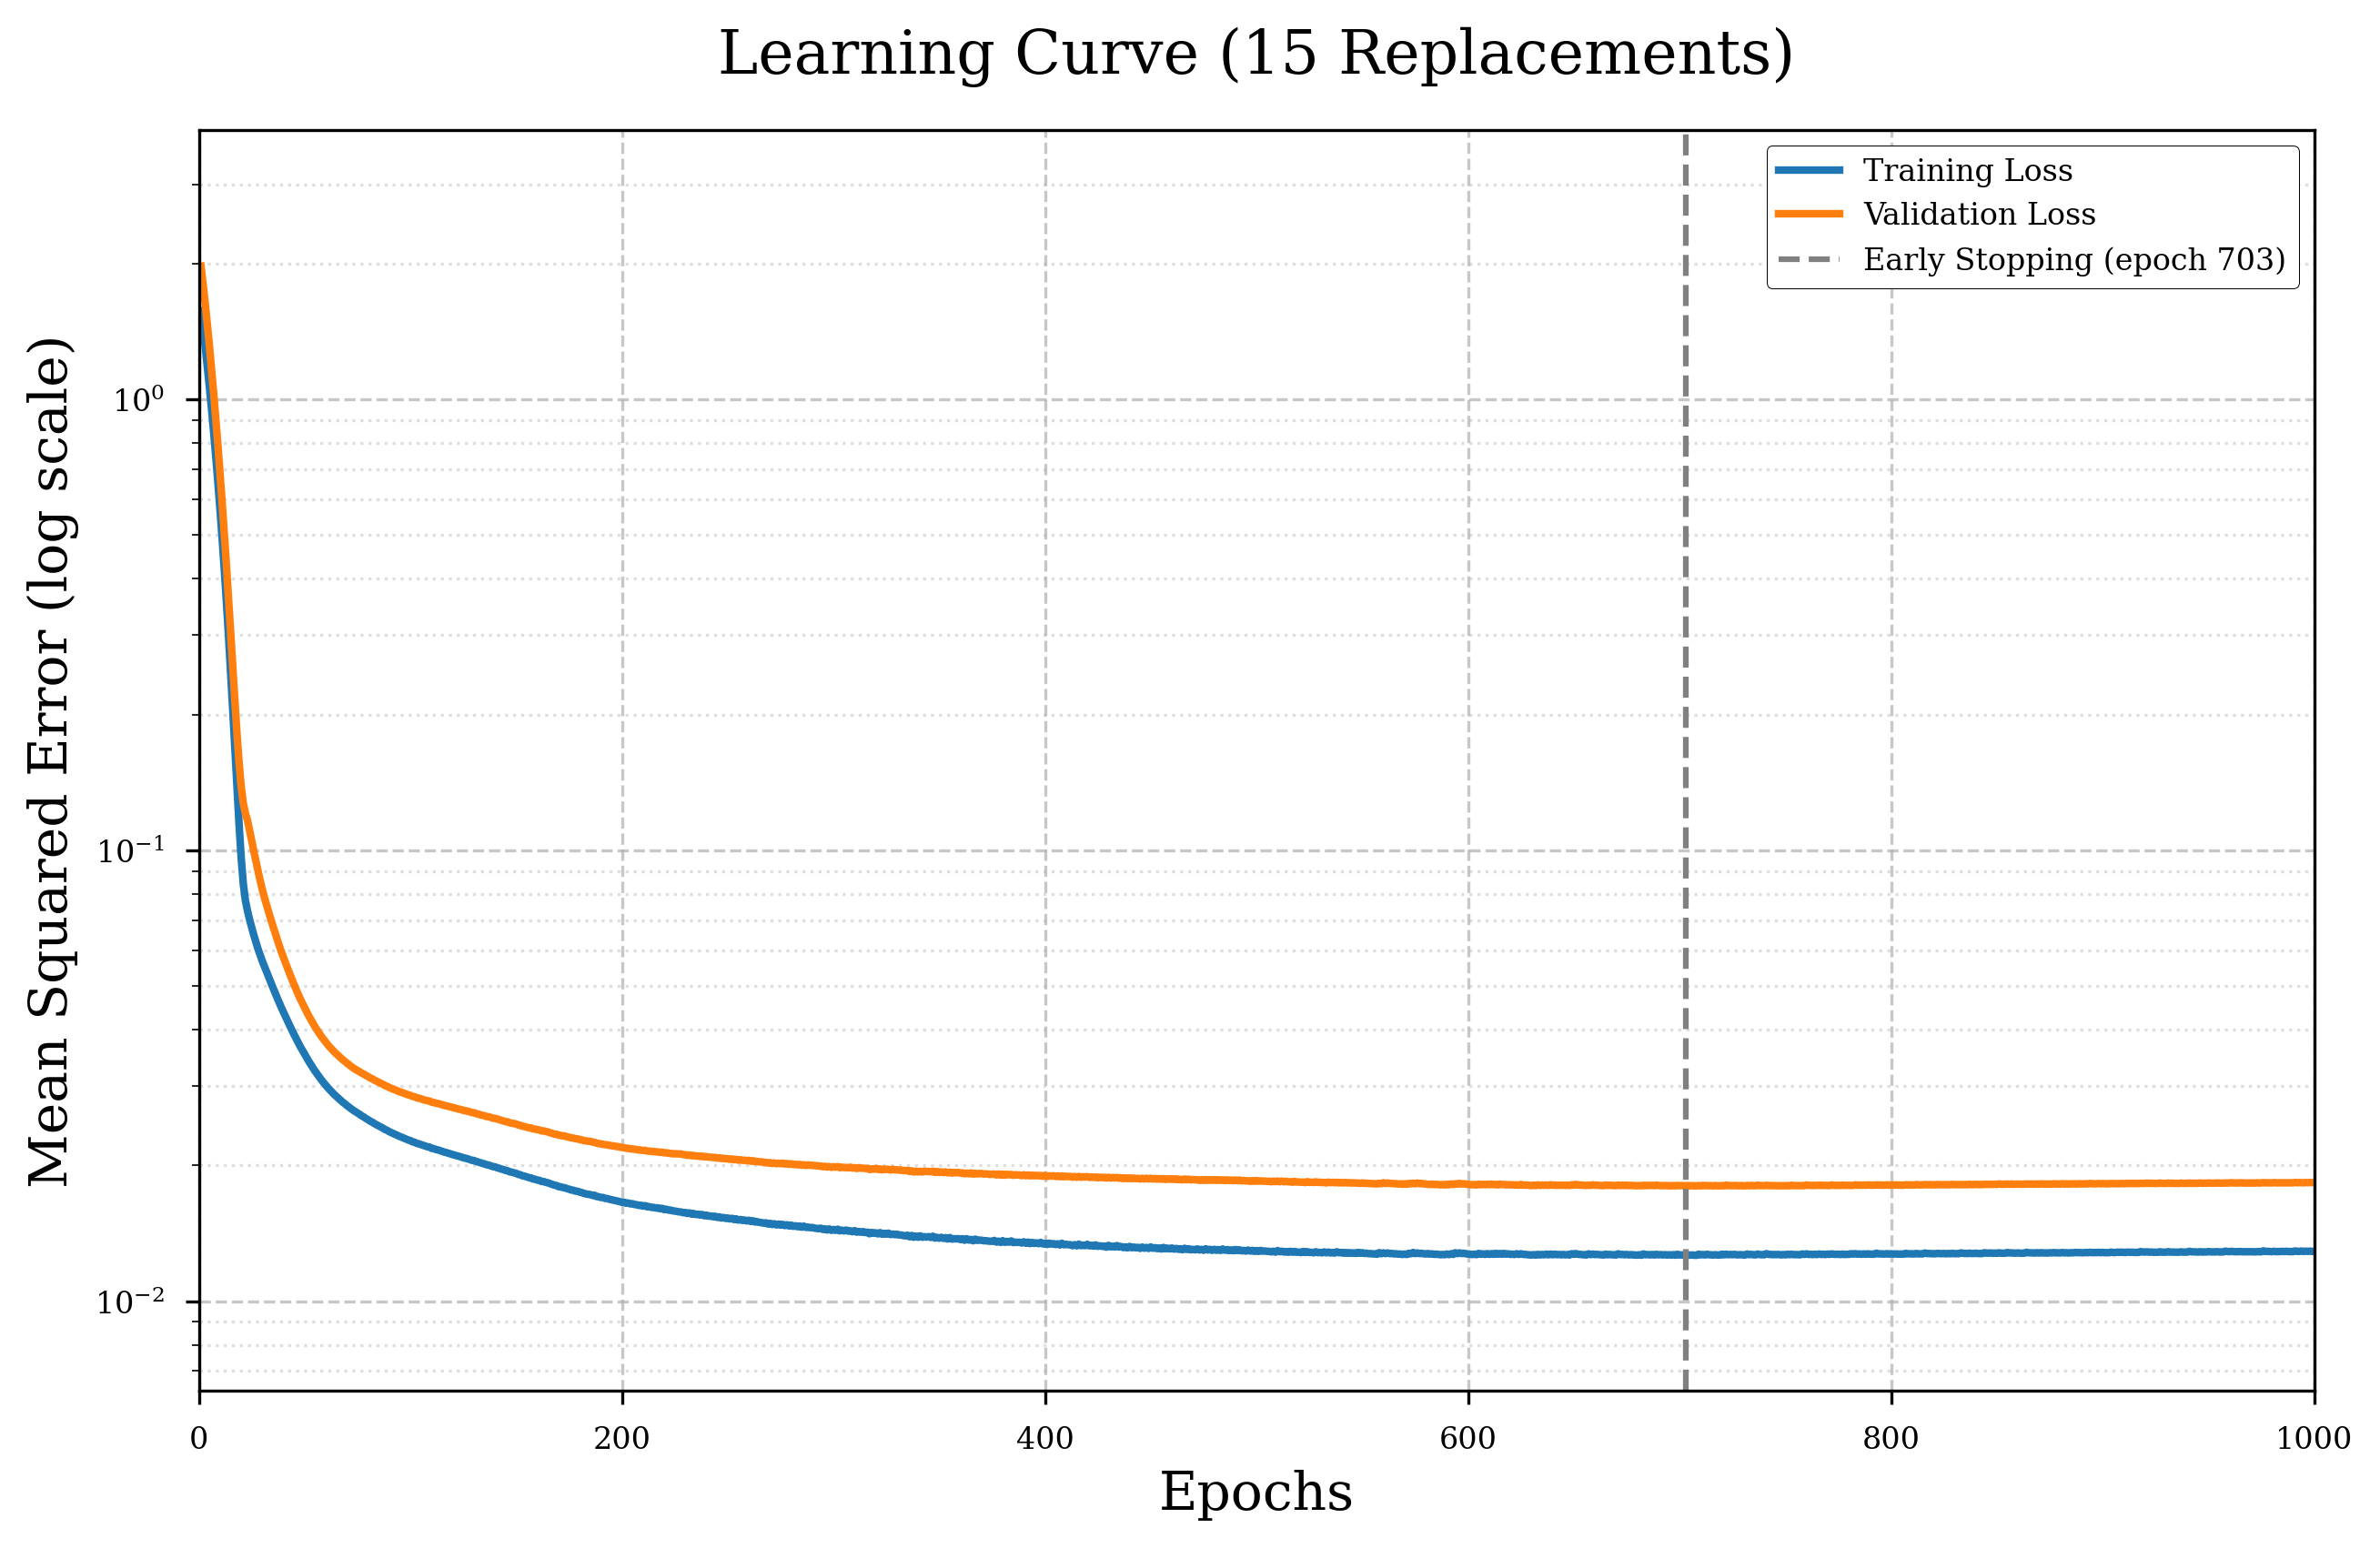 Learning Curve (15 Replacements)
Training Loss
Validation Loss
Early Stopping (epoch 703)
Mean Squared Error (log scale)
10⁰
10⁻¹
10⁻²
0 200 400 600 800 1000
Epochs